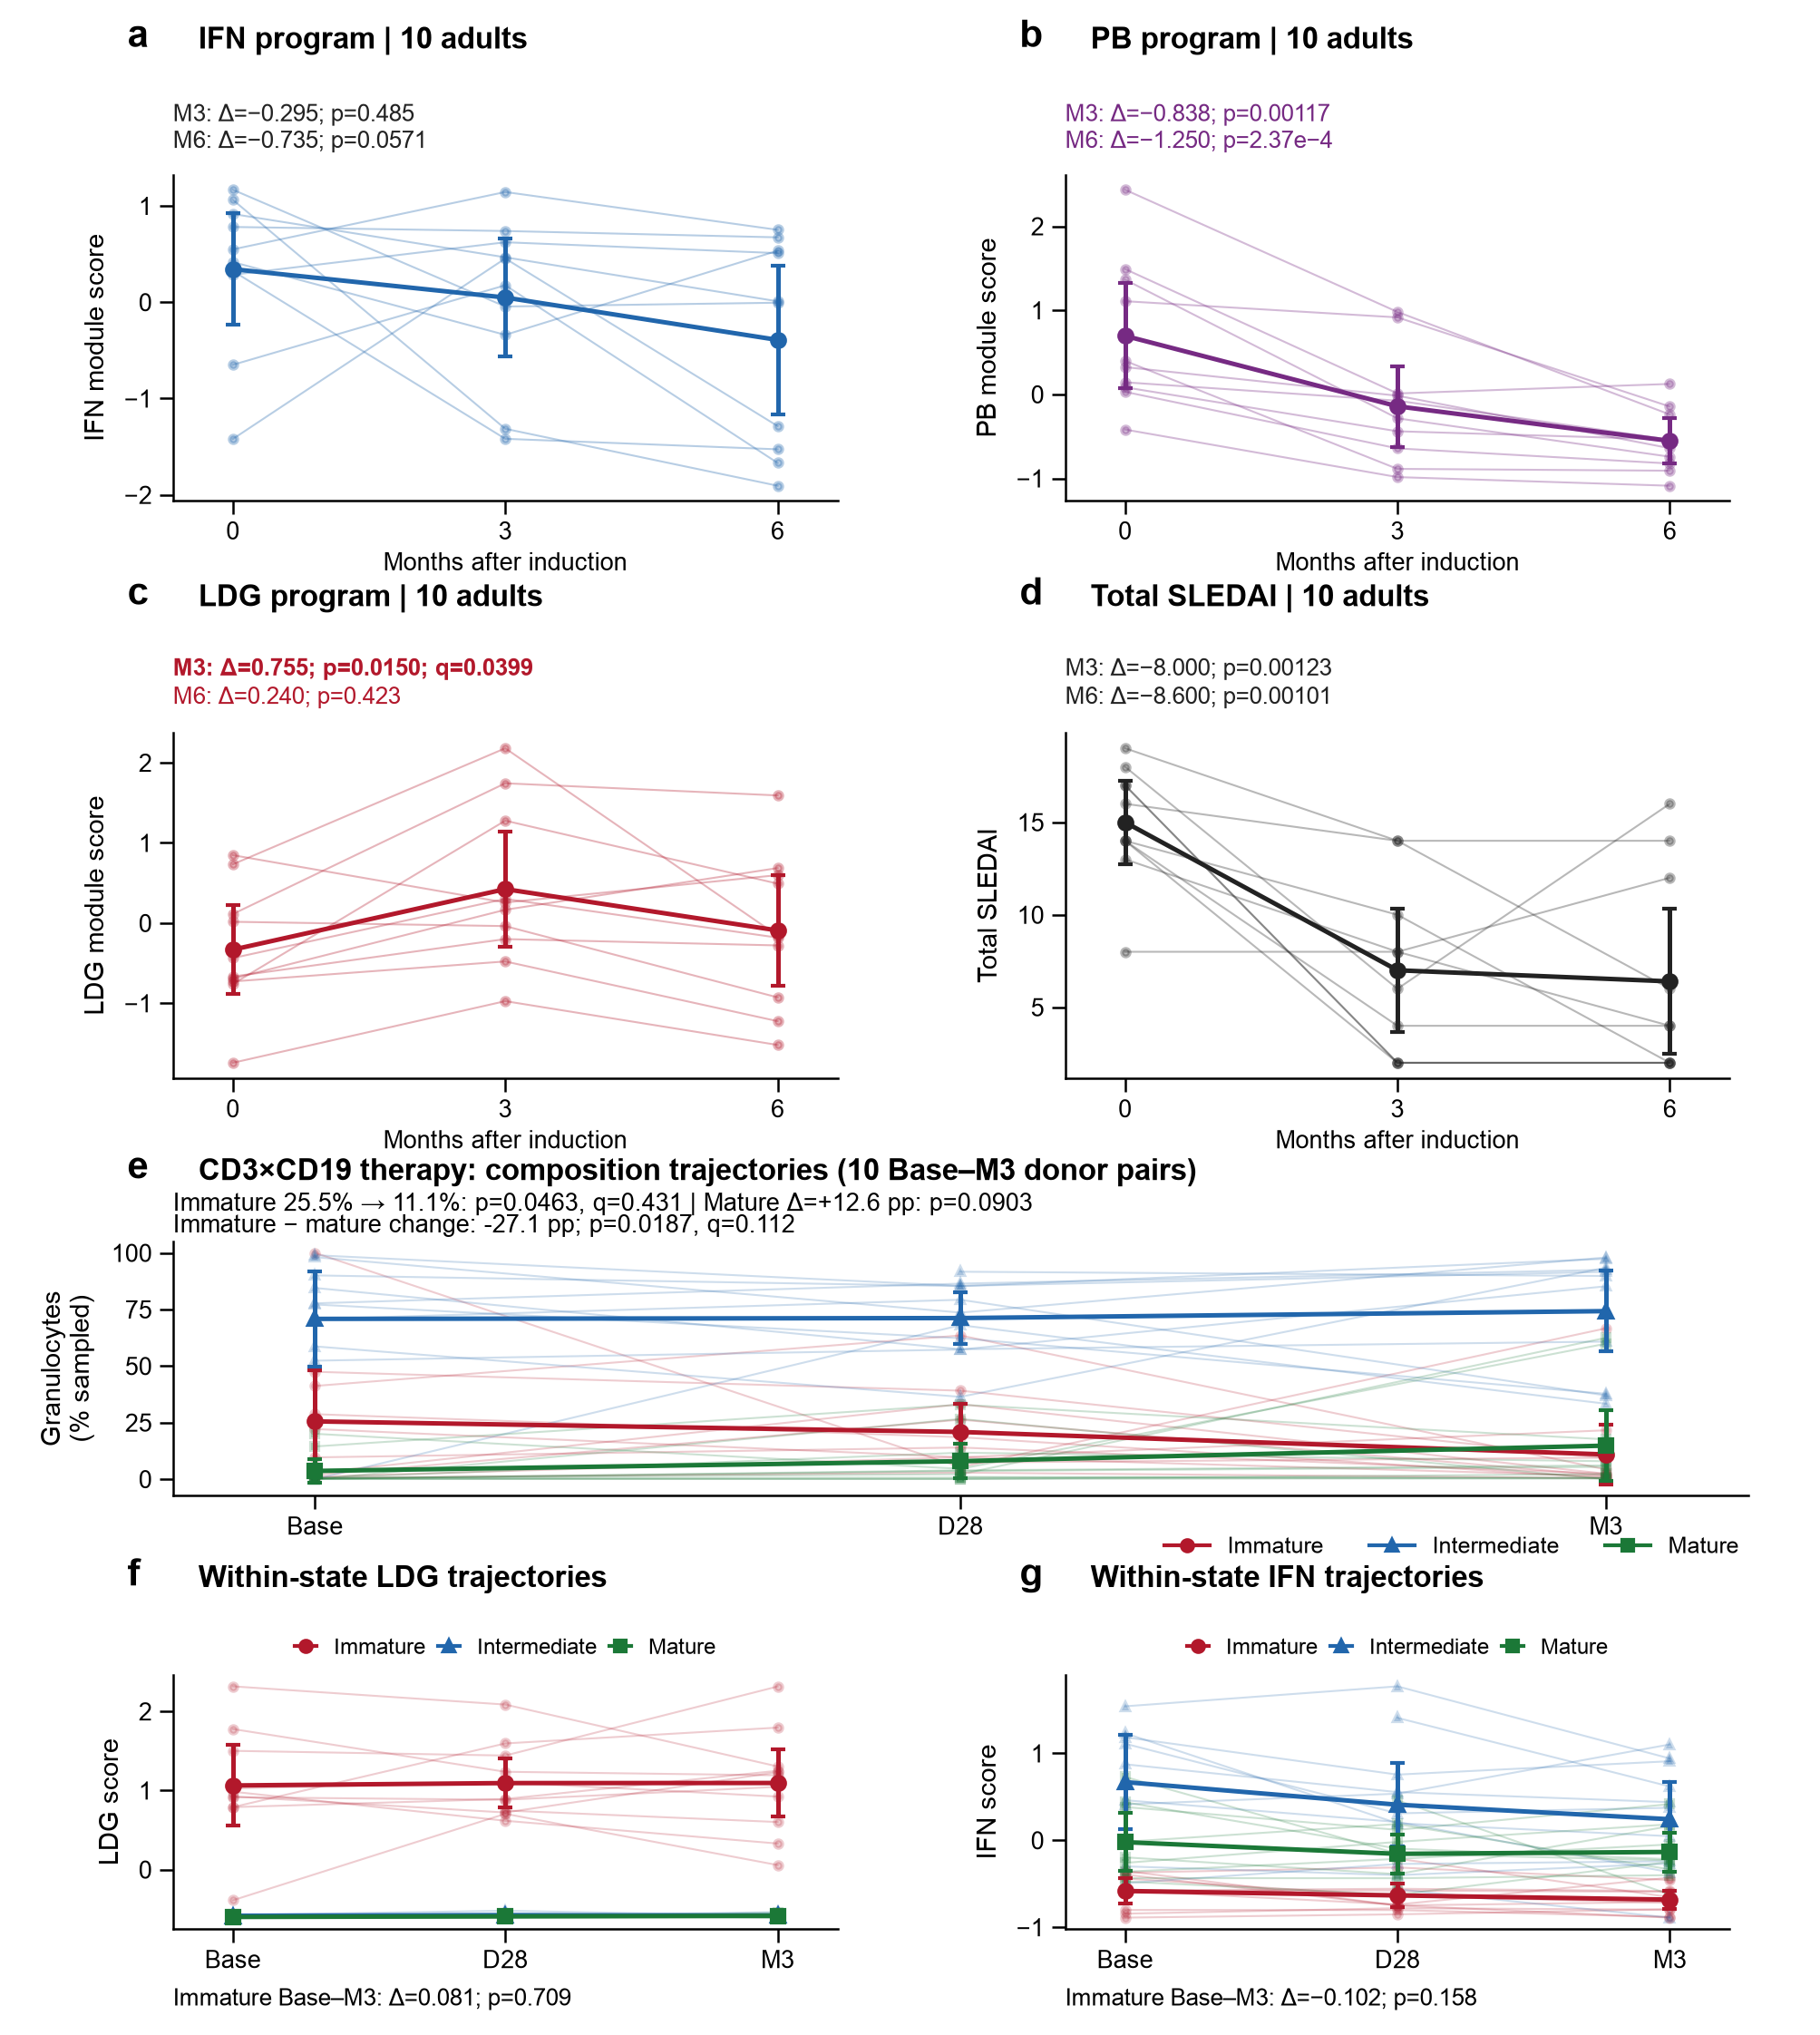 a IFN program | 10 adults
M3: Δ=−0.295; p=0.485
M6: Δ=−0.735; p=0.0571
IFN module score
1
0
−1
−2
0 3 6
Months after induction
b PB program | 10 adults
M3: Δ=−0.838; p=0.00117
M6: Δ=−1.250; p=2.37e−4
PB module score
2
1
0
−1
0 3 6
Months after induction
c LDG program | 10 adults
M3: Δ=0.755; p=0.0150; q=0.0399
M6: Δ=0.240; p=0.423
LDG module score
2
1
0
−1
0 3 6
Months after induction
d Total SLEDAI | 10 adults
M3: Δ=−8.000; p=0.00123
M6: Δ=−8.600; p=0.00101
Total SLEDAI
15
10
5
0 3 6
Months after induction
e CD3×CD19 therapy: composition trajectories (10 Base–M3 donor pairs)
Immature 25.5% → 11.1%: p=0.0463, q=0.431 | Mature Δ=+12.6 pp: p=0.0903
Immature − mature change: -27.1 pp; p=0.0187, q=0.112
Granulocytes
(% sampled)
100
75
50
25
0
Base D28 M3
Immature Intermediate Mature
f Within-state LDG trajectories
Immature Intermediate Mature
LDG score
2
1
0
Base D28 M3
Immature Base–M3: Δ=0.081; p=0.709
g Within-state IFN trajectories
Immature Intermediate Mature
IFN score
1
0
−1
Base D28 M3
Immature Base–M3: Δ=−0.102; p=0.158